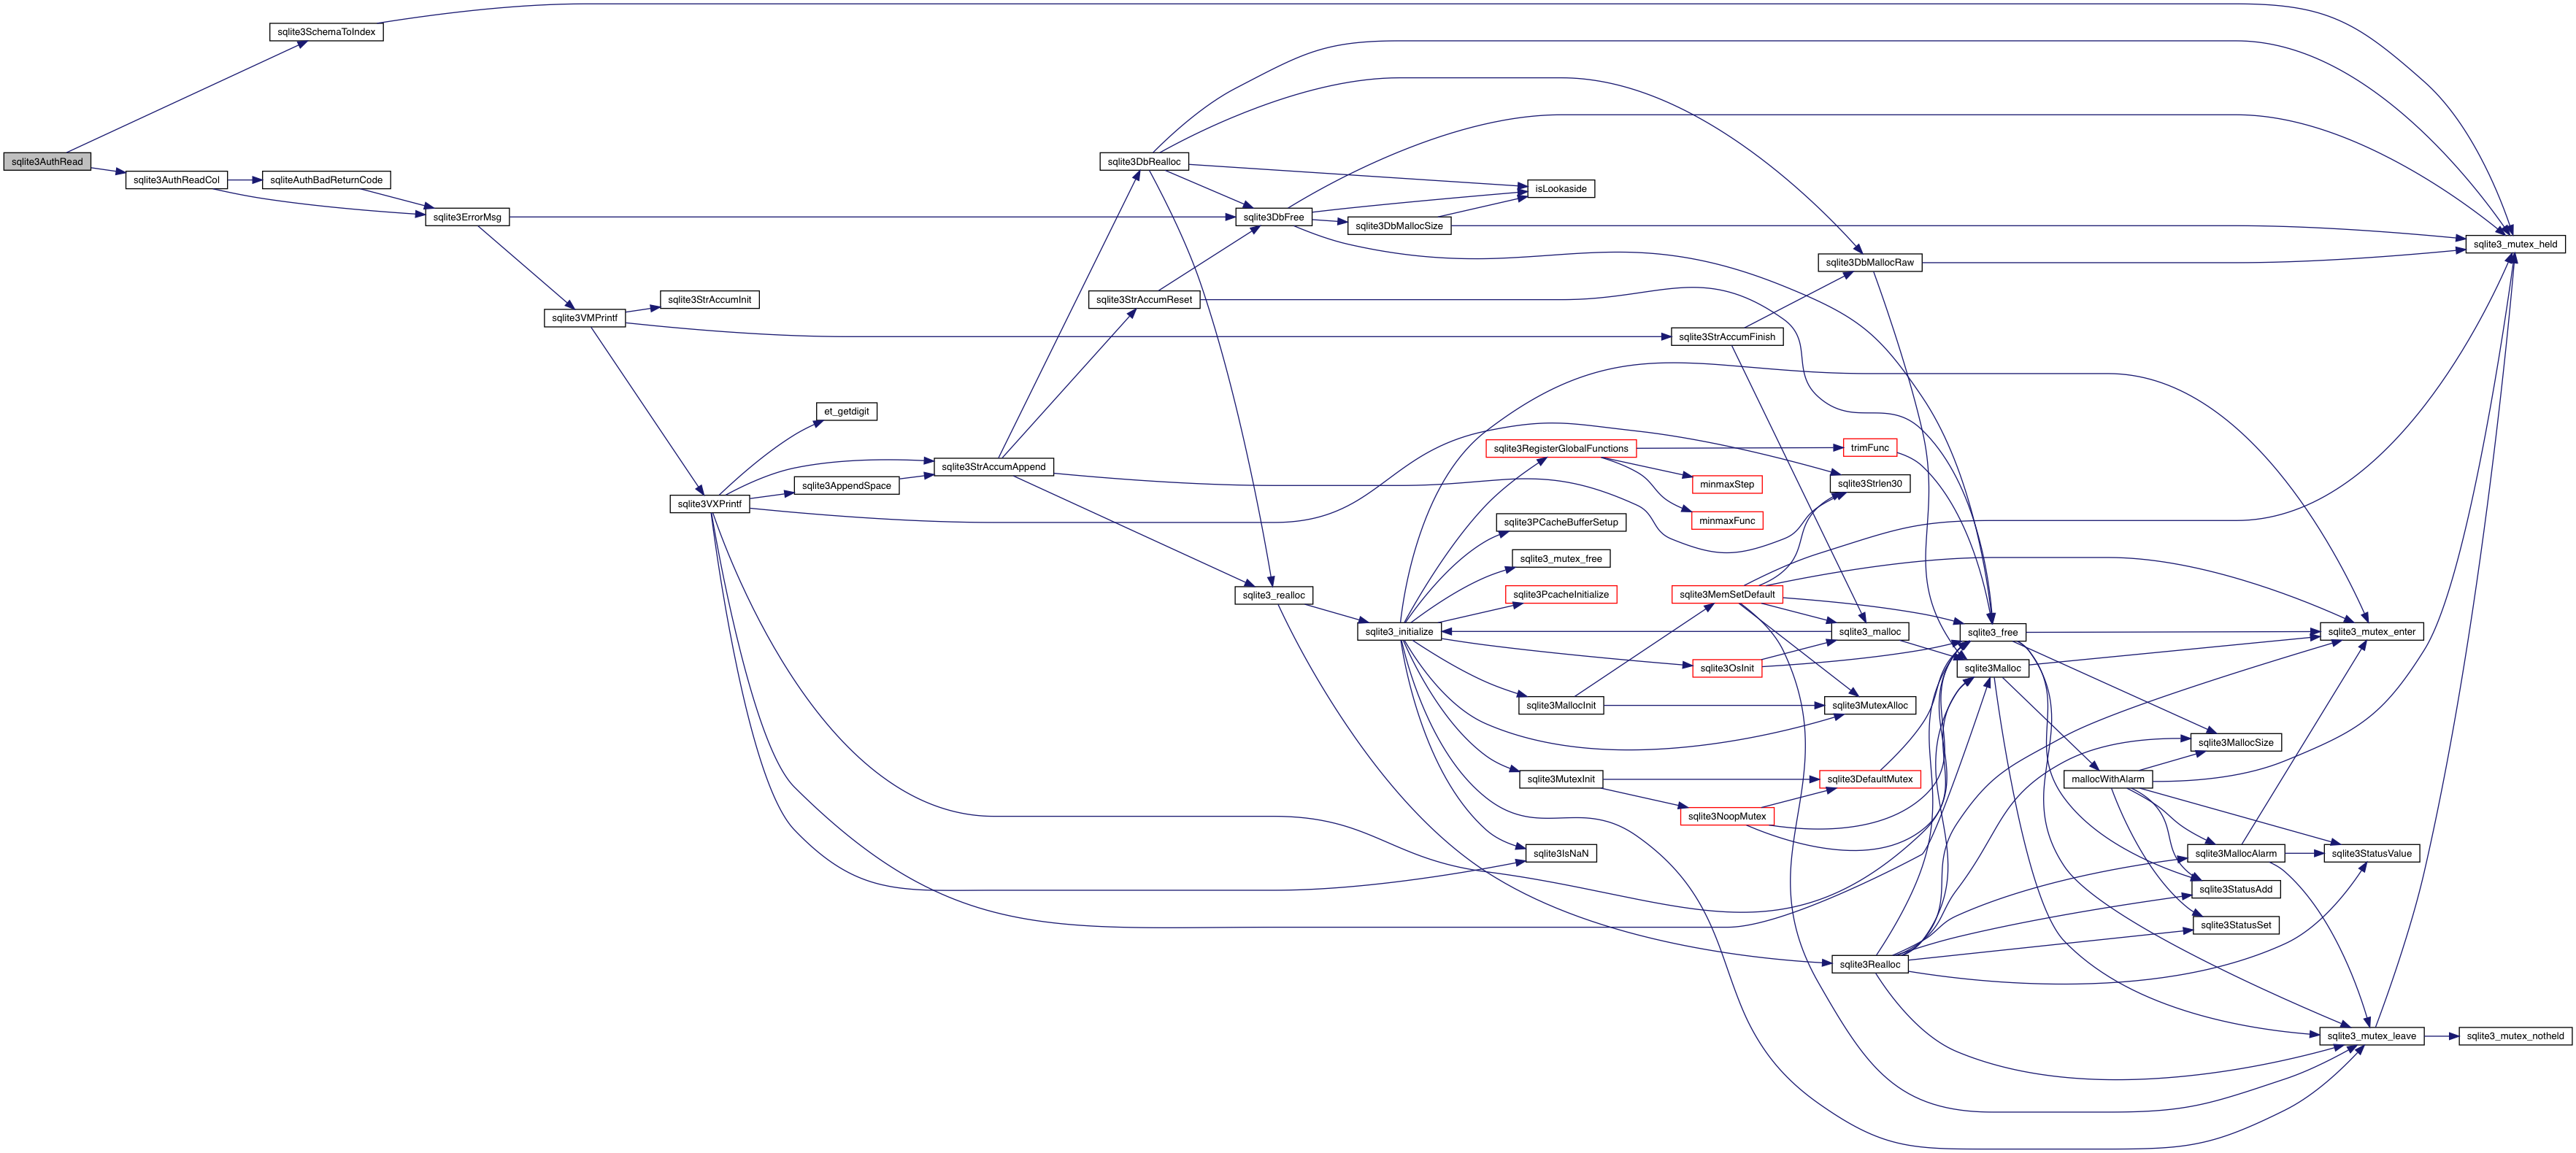 sqlite3SchemaToIndex
sqlite3AuthRead
sqlite3AuthReadCol
sqliteAuthBadReturnCode
sqlite3ErrorMsg
sqlite3VMPrintf
sqlite3StrAccumInit
sqlite3VXPrintf
et_getdigit
sqlite3AppendSpace
sqlite3StrAccumAppend
sqlite3DbRealloc
sqlite3StrAccumReset
sqlite3DbFree
sqlite3_realloc
isLookaside
sqlite3DbMallocSize
sqlite3_initialize
sqlite3RegisterGlobalFunctions
sqlite3PCacheBufferSetup
sqlite3_mutex_free
sqlite3PcacheInitialize
sqlite3MallocInit
sqlite3MutexInit
sqlite3IsNaN
sqlite3StrAccumFinish
minmaxStep
minmaxFunc
sqlite3MemSetDefault
sqlite3OsInit
sqlite3NoopMutex
sqlite3DbMallocRaw
trimFunc
sqlite3Strlen30
sqlite3_malloc
sqlite3MutexAlloc
sqlite3DefaultMutex
sqlite3Realloc
sqlite3_free
sqlite3Malloc
mallocWithAlarm
sqlite3MallocSize
sqlite3MallocAlarm
sqlite3StatusAdd
sqlite3StatusSet
sqlite3_mutex_enter
sqlite3StatusValue
sqlite3_mutex_leave
sqlite3_mutex_held
sqlite3_mutex_notheld